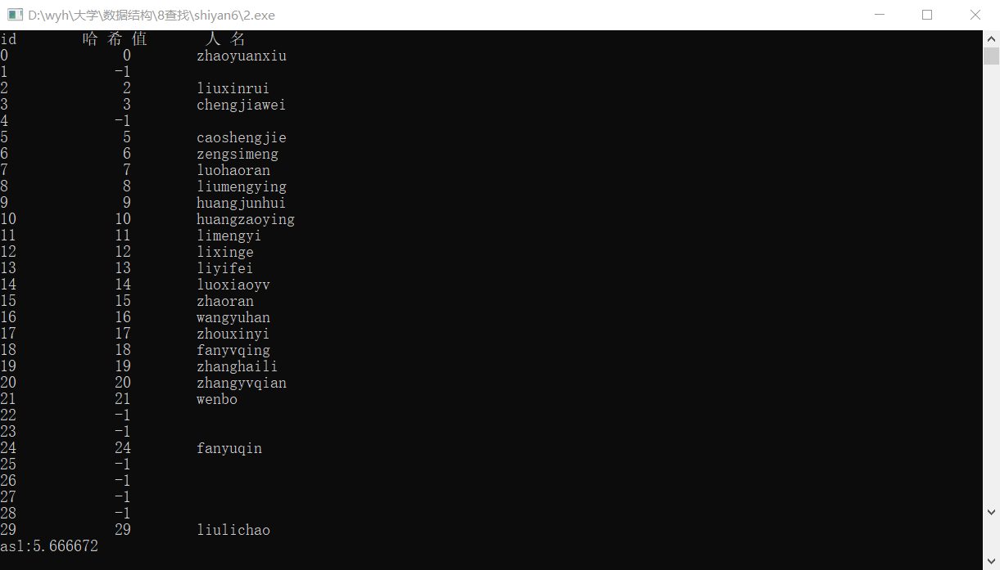 D:\wyh\大学\数据结构\8查找\shiyan6\2.exe
id 哈 希 值 人 名
0 0 zhaoyuanxiu
1 -1
2 2 liuxinrui
3 3 chengjiawei
4 -1
5 5 caoshengjie
6 6 zengsimeng
7 7 luohaoran
8 8 liumengying
9 9 huangjunhui
10 10 huangzaoying
11 11 limengyi
12 12 lixinge
13 13 liyifei
14 14 luoxiaoyv
15 15 zhaoran
16 16 wangyuhan
17 17 zhouxinyi
18 18 fanyvqing
19 19 zhanghaili
20 20 zhangyvqian
21 21 wenbo
22 -1
23 -1
24 24 fanyuqin
25 -1
26 -1
27 -1
28 -1
29 29 liulichao
asl:5.666672